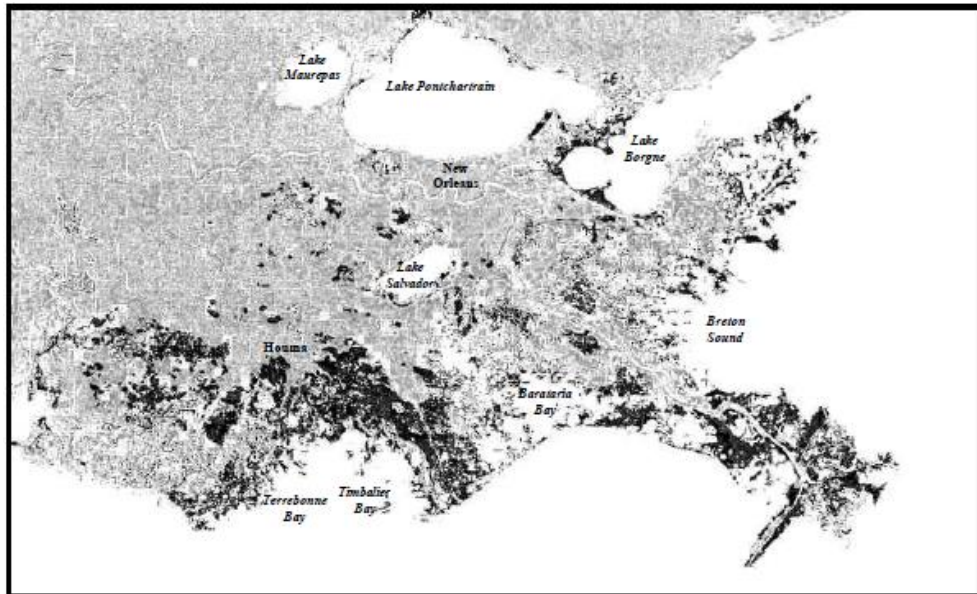 Lake
Maurepas
Lake Pontchartrain
Lake
Borgne
New
Orleans
Lake
Salvador
Breton
Sound
Houma
Barataria
Bay
Terrebonne
Bay
Timbalier
Bay